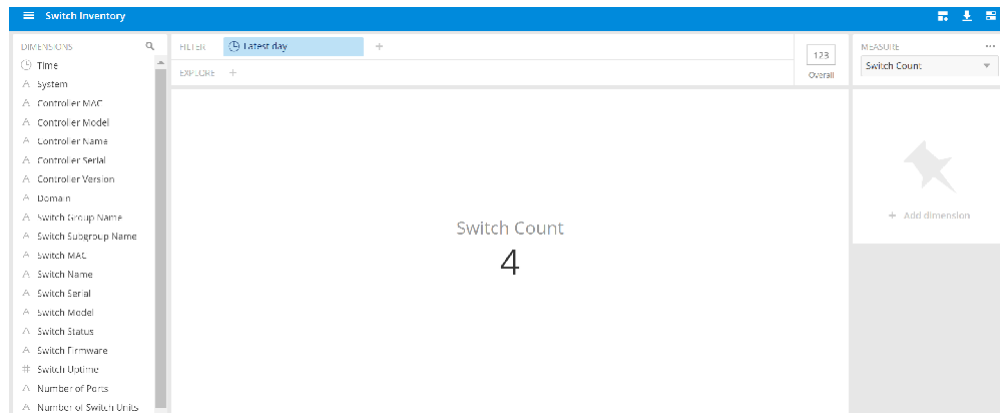 Switch Inventory
DIMENSIONS
Time
System
Controller MAC
Controller Model
Controller Name
Controller Serial
Controller Version
Domain
Switch Group Name
Switch Subgroup Name
Switch MAC
Switch Name
Switch Serial
Switch Model
Switch Status
Switch Firmware
Switch Uptime
Number of Ports
Number of Switch Units
FILTER
Latest day
EXPLORE
123
Overall
Switch Count
4
MEASURE
Switch Count
Add dimension